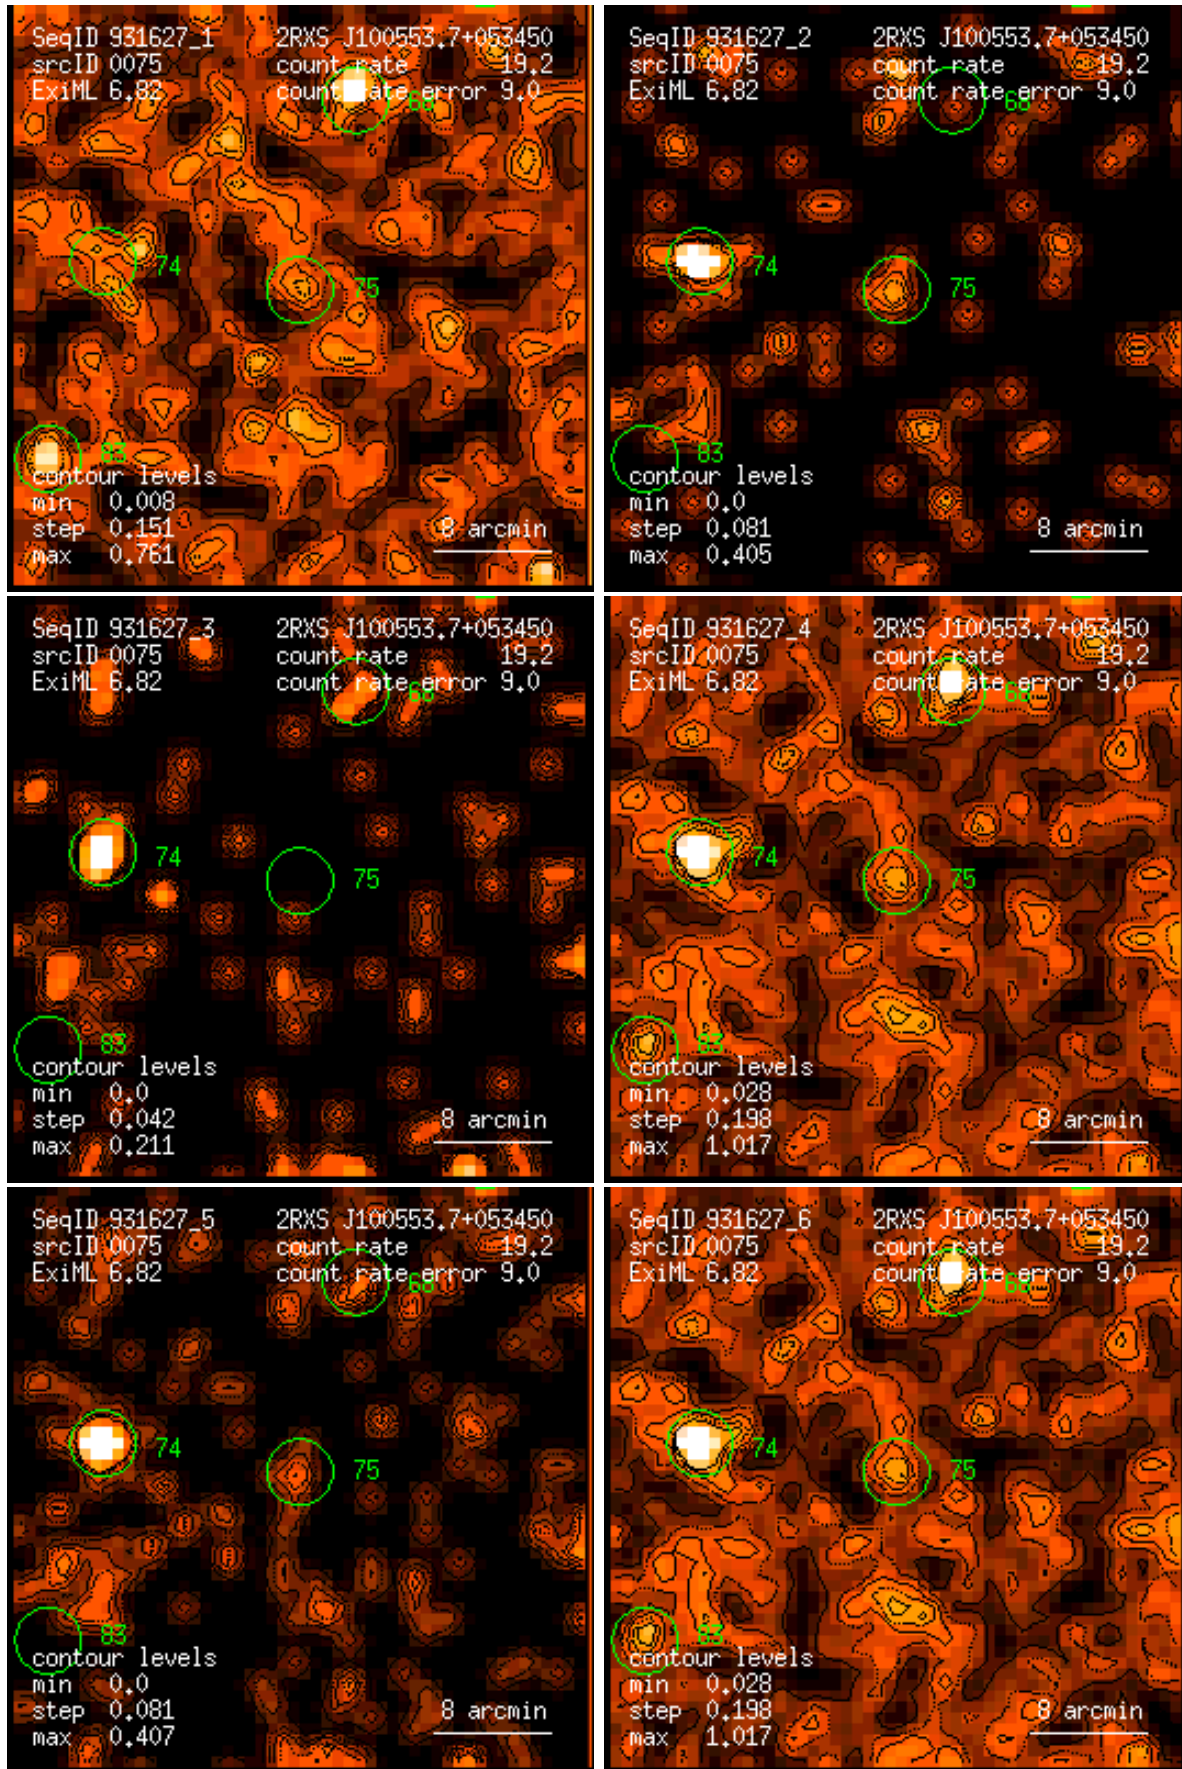 SeqID 931627_1 2RXS J100553.7+053450
srcID 0075 count rate 19.2
ExiML 6.82 count rate error 9.0
68
74
75
83
contour levels
min 0.008
step 0.151 8 arcmin
max 0.761
SeqID 931627_2 2RXS J100553.7+053450
srcID 0075 count rate 19.2
ExiML 6.82 count rate error 9.0
68
74
75
83
contour levels
min 0.0
step 0.081 8 arcmin
max 0.405
SeqID 931627_3 2RXS J100553.7+053450
srcID 0075 count rate 19.2
ExiML 6.82 count rate error 9.0
68
74
75
83
contour levels
min 0.0
step 0.042 8 arcmin
max 0.211
SeqID 931627_4 2RXS J100553.7+053450
srcID 0075 count rate 19.2
ExiML 6.82 count rate error 9.0
68
74
75
83
contour levels
min 0.028
step 0.198 8 arcmin
max 1.017
SeqID 931627_5 2RXS J100553.7+053450
srcID 0075 count rate 19.2
ExiML 6.82 count rate error 9.0
68
74
75
83
contour levels
min 0.0
step 0.081 8 arcmin
max 0.407
SeqID 931627_6 2RXS J100553.7+053450
srcID 0075 count rate 19.2
ExiML 6.82 count rate error 9.0
68
74
75
83
contour levels
min 0.028
step 0.198 8 arcmin
max 1.017